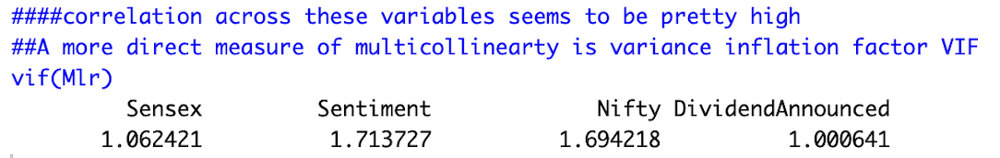 ####correlation across these variables seems to be pretty high
##A more direct measure of multicollinearty is variance inflation factor VIF
vif(Mlr)
Sensex Sentiment Nifty DividendAnnounced
1.062421 1.713727 1.694218 1.000641